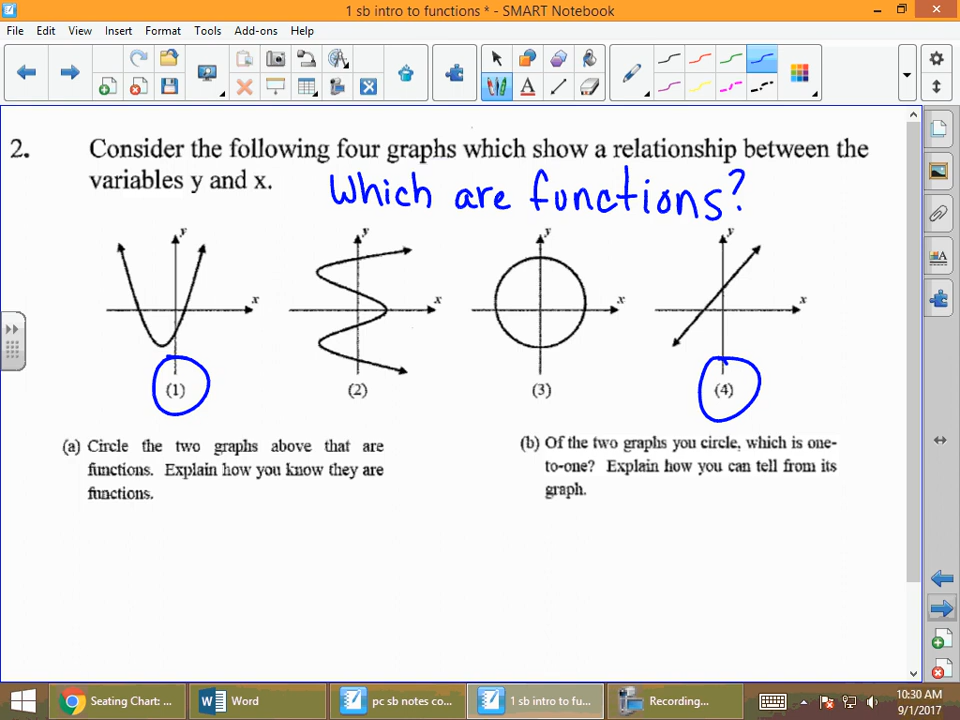 1 sb intro to functions * - SMART Notebook
File Edit View Insert Format Tools Add-ons Help
2. Consider the following four graphs which show a relationship between the
variables y and x.
Which are functions?
y y y y
x x x x
(1) (2) (3) (4)
(a) Circle the two graphs above that are
functions. Explain how you know they are
functions.
(b) Of the two graphs you circle, which is one-
to-one? Explain how you can tell from its
graph.
Seating Chart: ... Word pc sb notes co... 1 sb intro to fu... Recording... 10:30 AM
9/1/2017